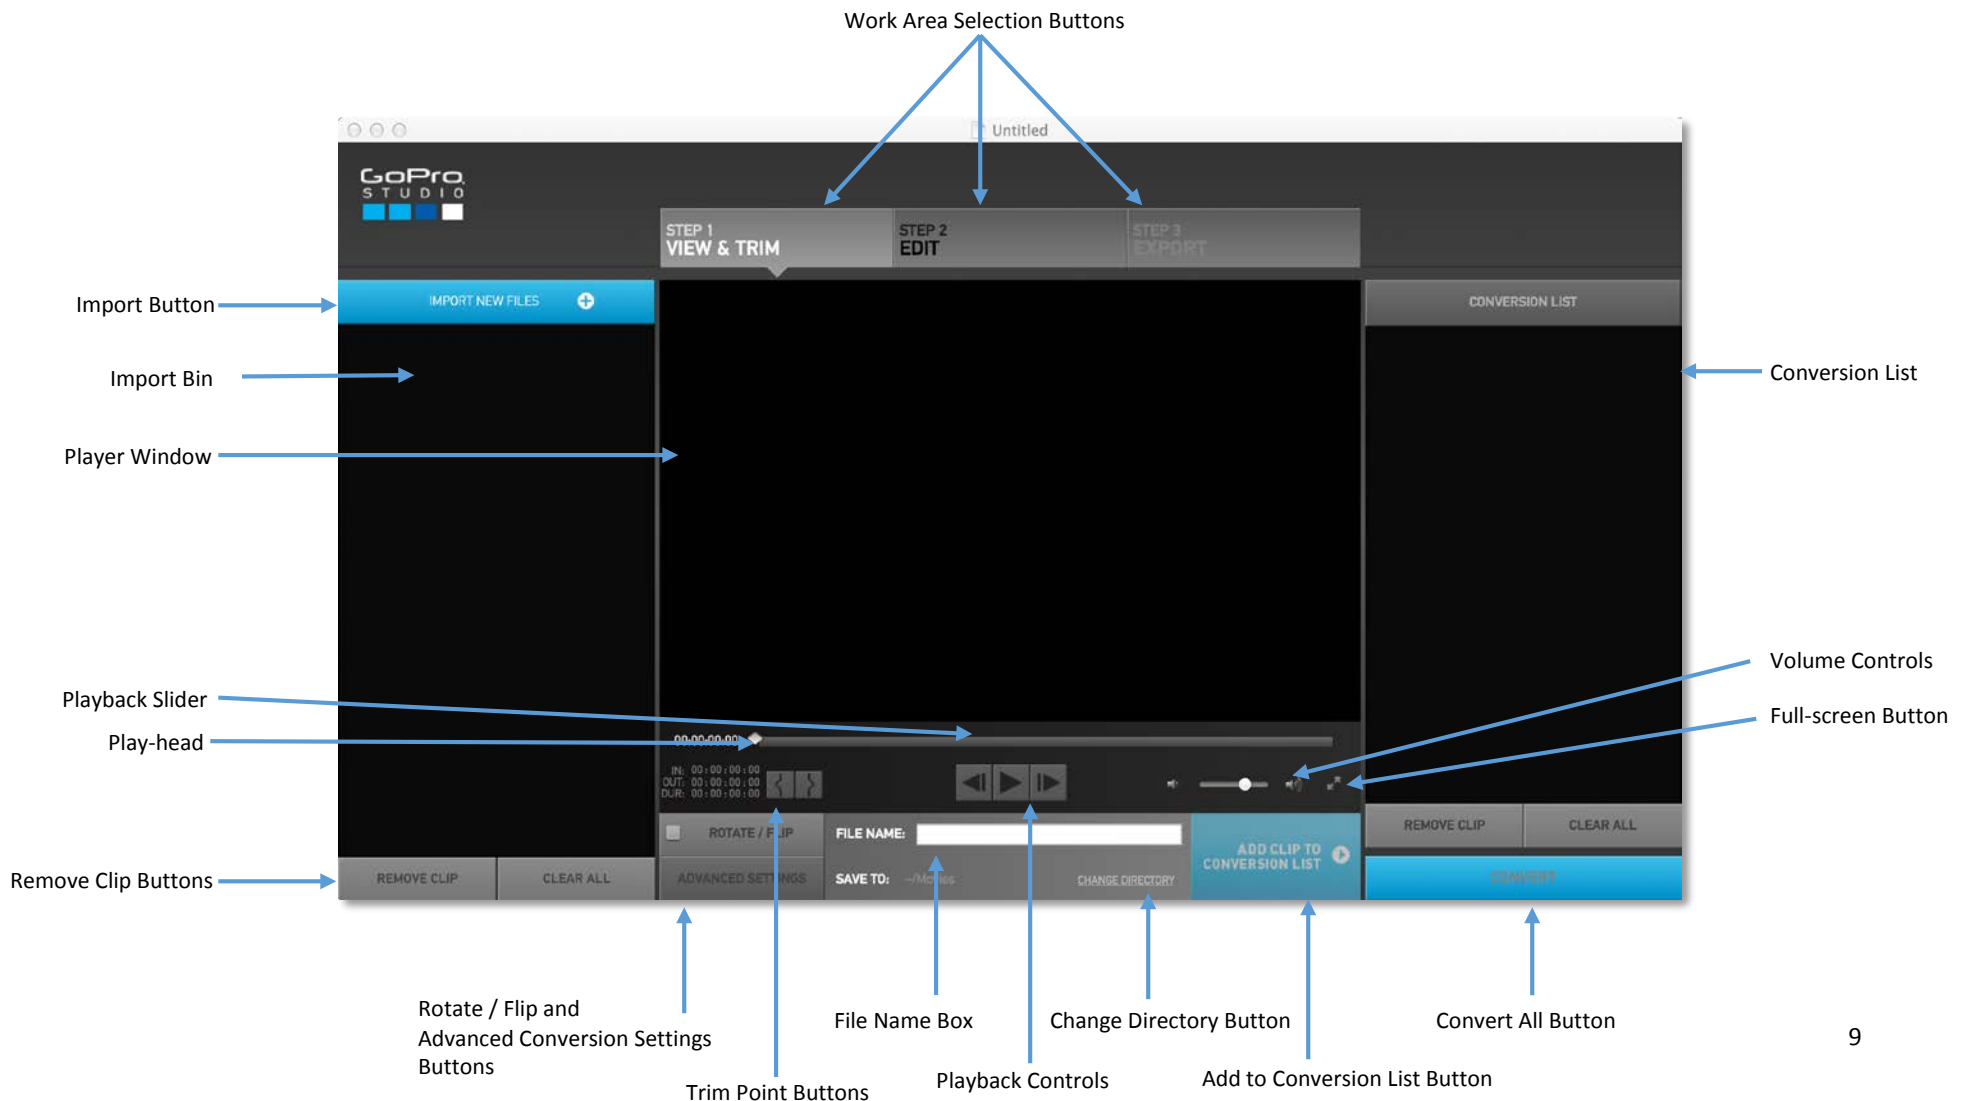 Work Area Selection Buttons
Untitled
GoPro
STUDIO
STEP 1
VIEW & TRIM
STEP 2
EDIT
STEP 3
EXPORT
Import Button
IMPORT NEW FILES
CONVERSION LIST
Import Bin
Conversion List
Player Window
Volume Controls
Playback Slider
Full-screen Button
Play-head
00:00:00:00
IN: 00:00:00:00
OUT: 00:00:00:00
DUR: 00:00:00:00
ROTATE / FLIP
FILE NAME:
ADD CLIP TO
CONVERSION LIST
REMOVE CLIP
CLEAR ALL
Remove Clip Buttons
REMOVE CLIP
CLEAR ALL
ADVANCED SETTINGS
SAVE TO:
~/Movies
CHANGE DIRECTORY
CONVERT
Rotate / Flip and
Advanced Conversion Settings
Buttons
File Name Box
Change Directory Button
Convert All Button
9
Trim Point Buttons
Playback Controls
Add to Conversion List Button